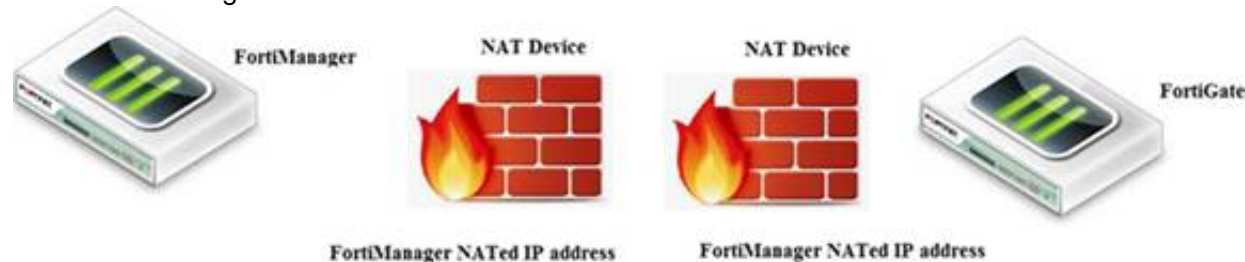 FortiManager
NAT Device
NAT Device
FortiGate
FortiManager NATed IP address
FortiManager NATed IP address